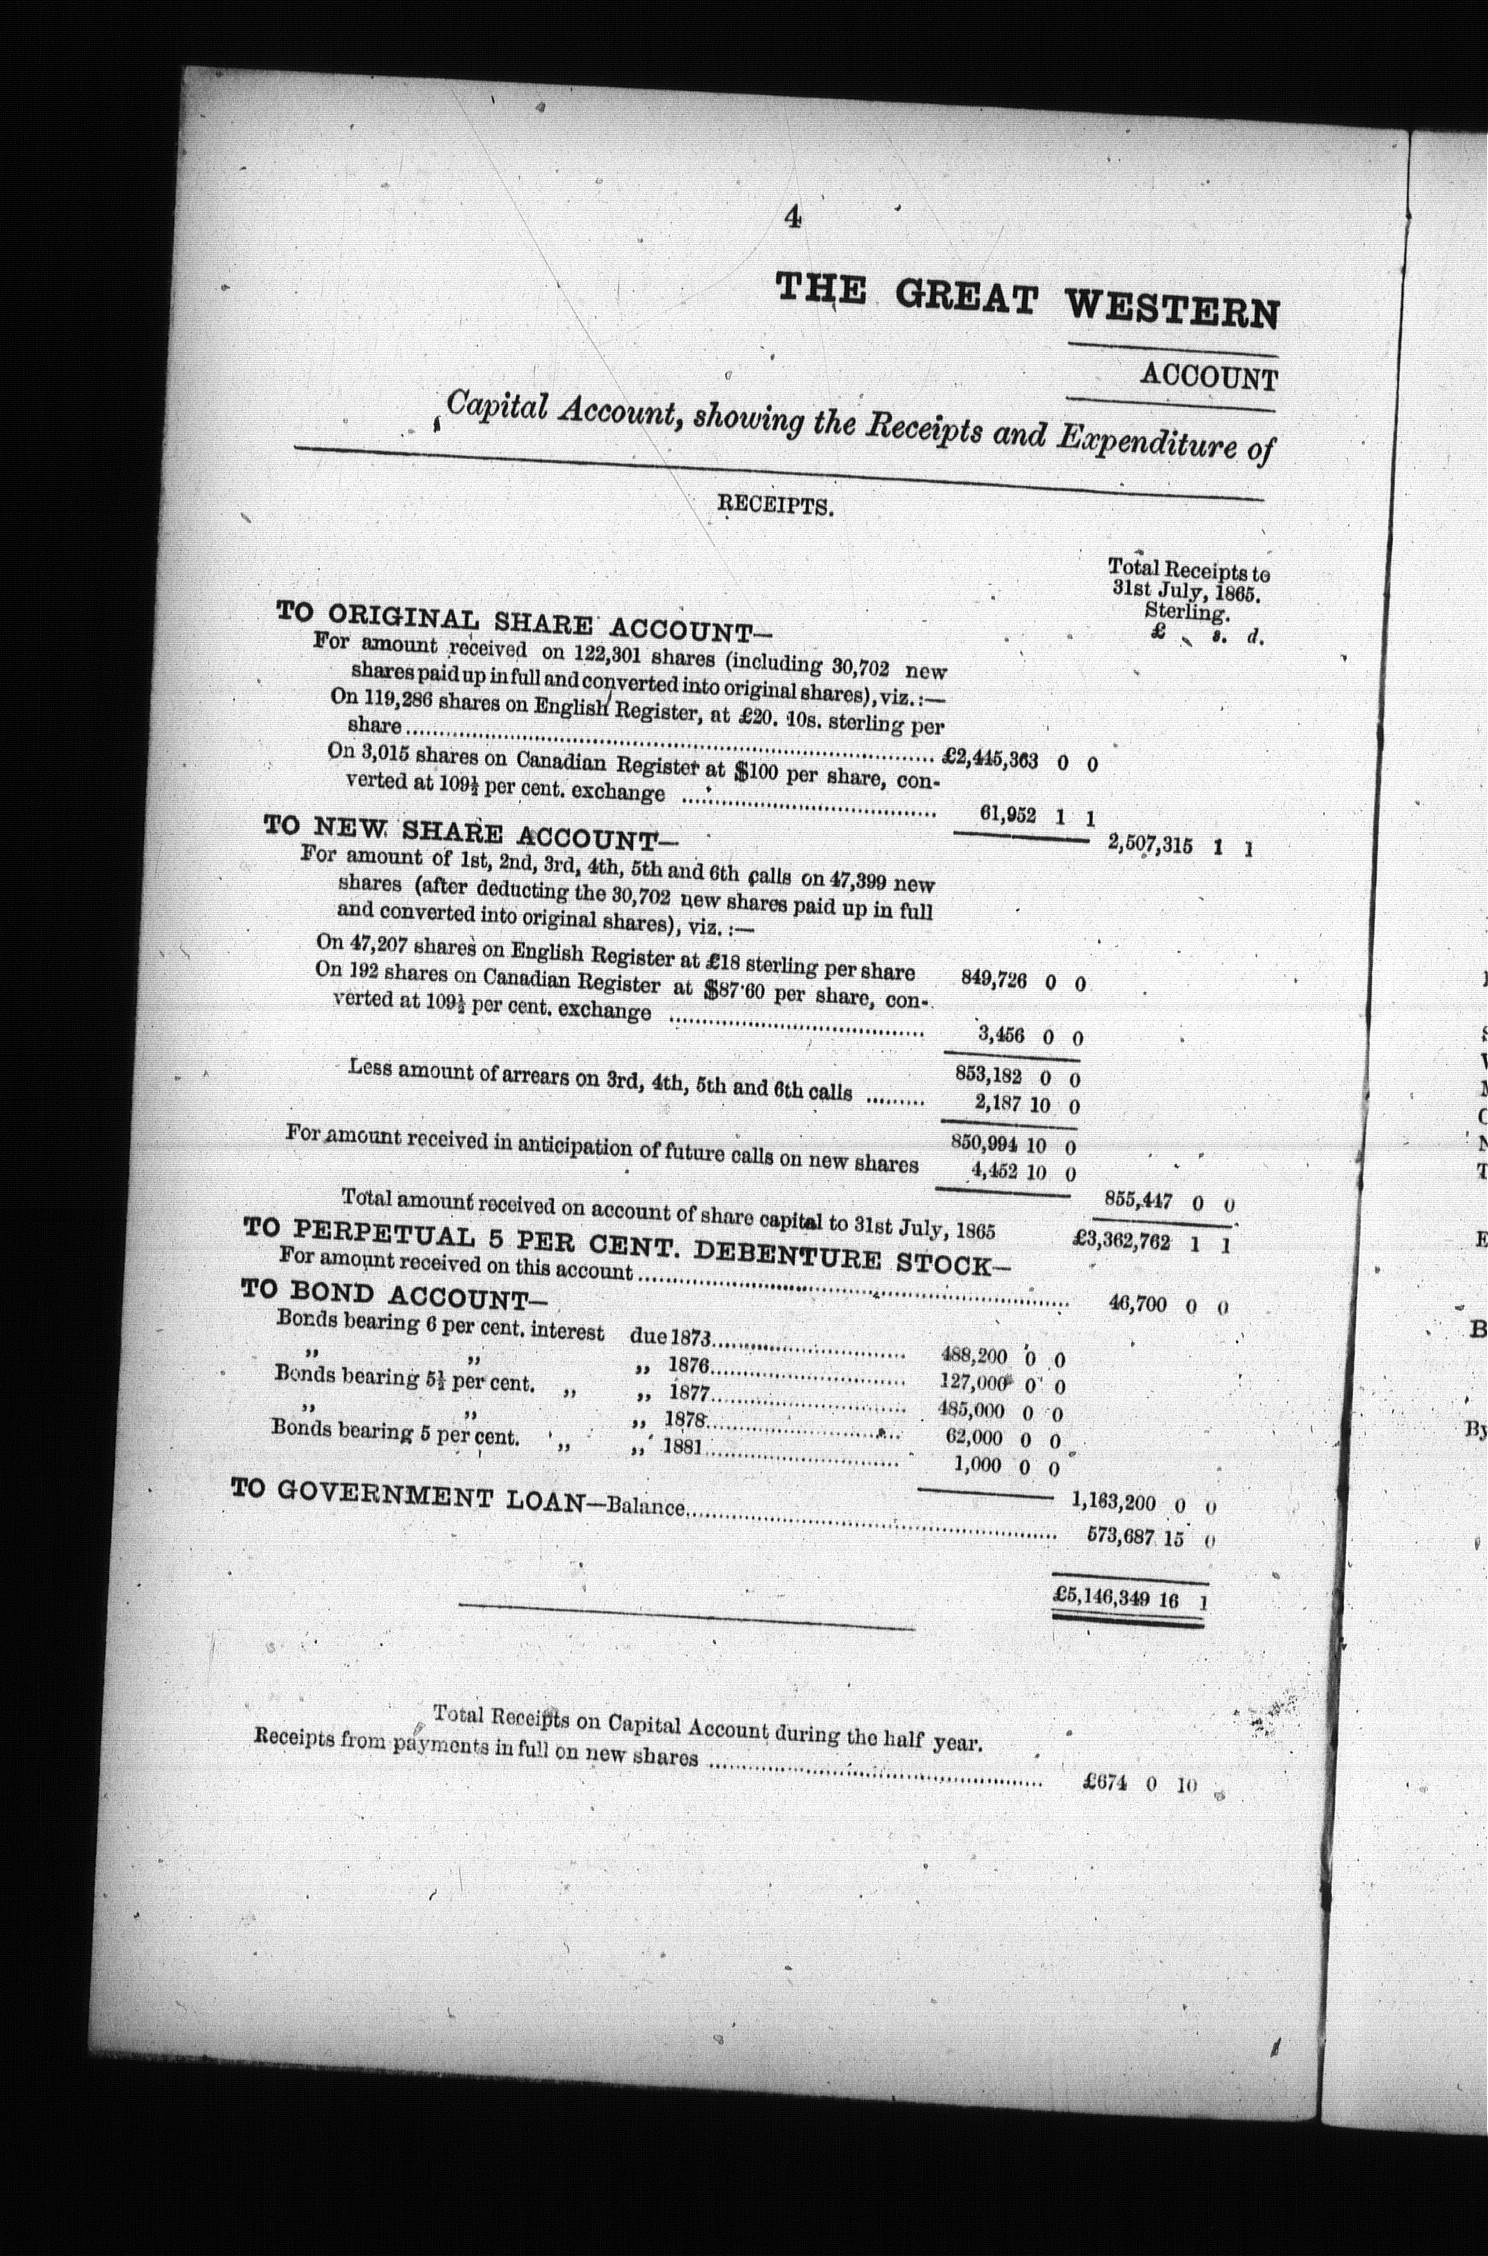 4
THE GREAT WESTERN
ACCOUNT
Capital Account, showing the Receipts and Expenditure of
RECEIPTS.
Total Receipts to
31st July, 1865.
Sterling.
£ s. d.
TO ORIGINAL SHARE ACCOUNT—
For amount received on 122,301 shares (including 30,702 new
shares paid up in full and converted into original shares), viz.:—
On 119,286 shares on English Register, at £20. 10s. sterling per
share .......... £2,445,363 0 0
On 3,015 shares on Canadian Register at $100 per share, con-
verted at 109½ per cent. exchange .......... 61,952 1 1
2,507,315 1 1
TO NEW SHARE ACCOUNT—
For amount of 1st, 2nd, 3rd, 4th, 5th and 6th calls on 47,399 new
shares (after deducting the 30,702 new shares paid up in full
and converted into original shares), viz.:—
On 47,207 shares on English Register at £18 sterling per share 849,726 0 0
On 192 shares on Canadian Register at $87·60 per share, con-
verted at 109½ per cent. exchange .......... 3,456 0 0
853,182 0 0
Less amount of arrears on 3rd, 4th, 5th and 6th calls ......... 2,187 10 0
850,994 10 0
For amount received in anticipation of future calls on new shares 4,452 10 0
855,447 0 0
Total amount received on account of share capital to 31st July, 1865 £3,362,762 1 1
TO PERPETUAL 5 PER CENT. DEBENTURE STOCK—
For amount received on this account .......... 46,700 0 0
TO BOND ACCOUNT—
Bonds bearing 6 per cent. interest due 1873 .......... 488,200 0 0
„ „ „ 1876 .......... 127,000 0 0
Bonds bearing 5½ per cent. „ „ 1877 .......... 485,000 0 0
„ „ „ 1878 .......... 62,000 0 0
Bonds bearing 5 per cent. „ „ 1881 .......... 1,000 0 0
1,163,200 0 0
TO GOVERNMENT LOAN—Balance .......... 573,687 15 0
£5,146,349 16 1
Total Receipts on Capital Account during the half year.
Receipts from payments in full on new shares .......... £674 0 10
B
By